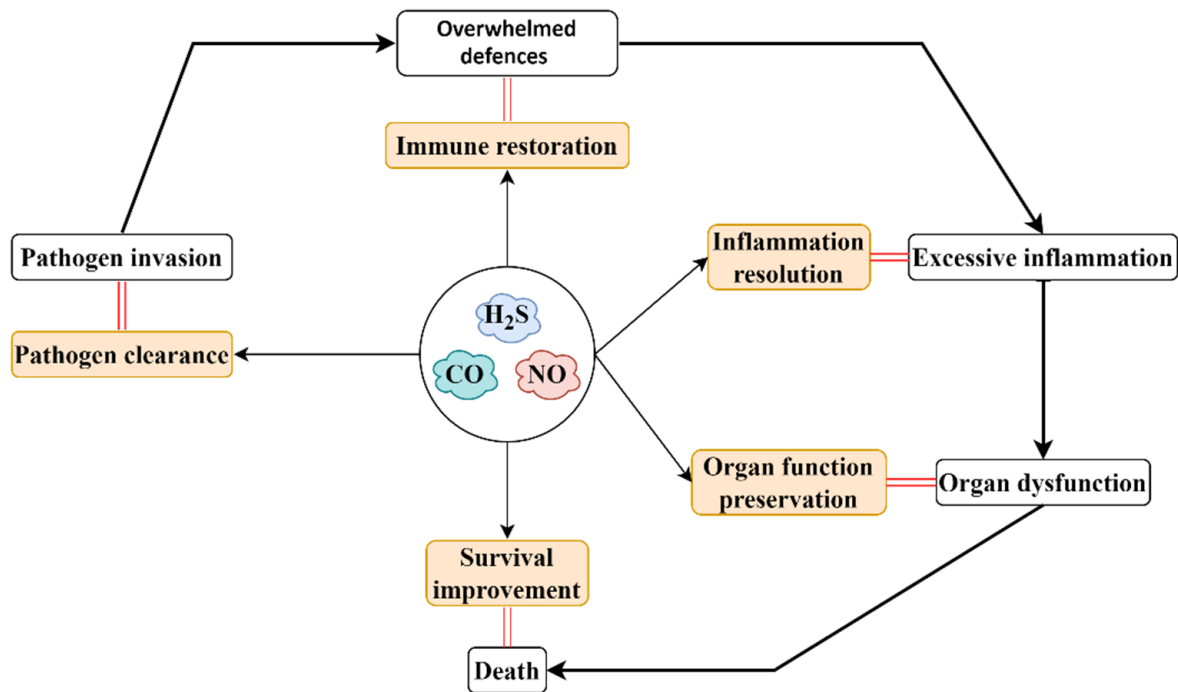 Overwhelmed
defences
Immune restoration
Pathogen invasion
Inflammation
resolution
Excessive inflammation
H₂S
CO
NO
Pathogen clearance
Organ function
preservation
Organ dysfunction
Survival
improvement
Death